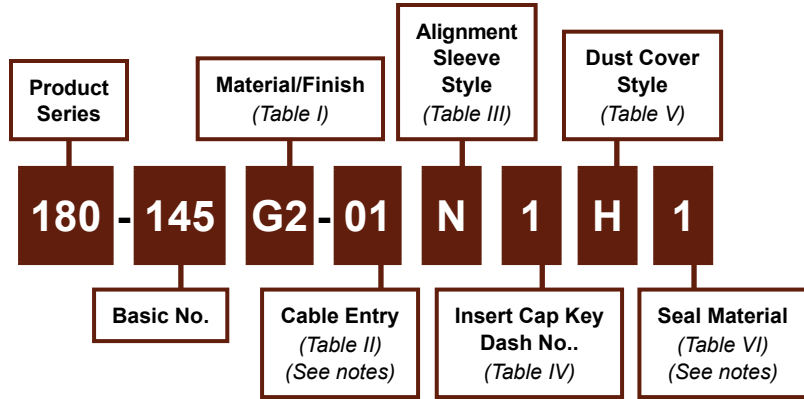 Product
Series
Material/Finish
(Table I)
Alignment
Sleeve
Style
(Table III)
Dust Cover
Style
(Table V)
180 - 145 G2 - 01 N 1 H 1
Basic No.
Cable Entry
(Table II)
(See notes)
Insert Cap Key
Dash No..
(Table IV)
Seal Material
(Table VI)
(See notes)